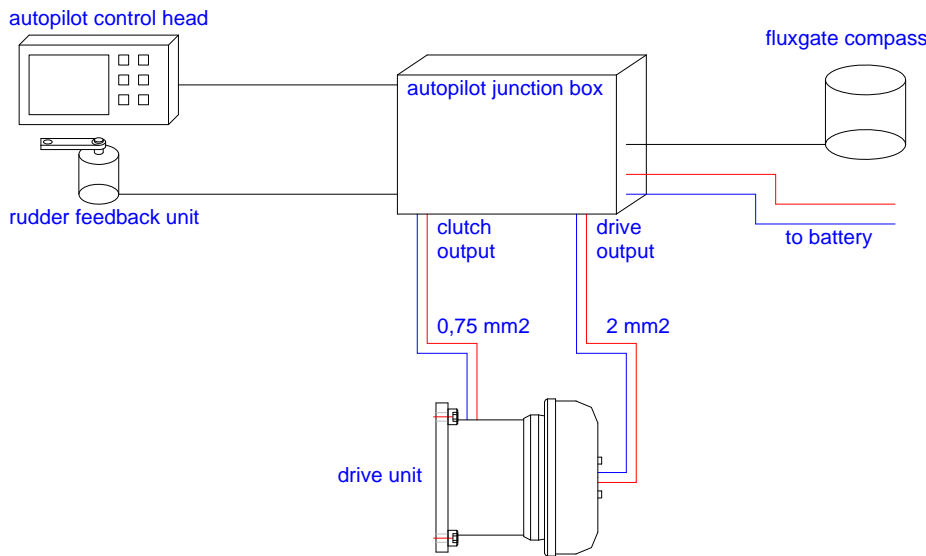 autopilot control head
fluxgate compass
autopilot junction box
rudder feedback unit
clutch
output
drive
output
to battery
0,75 mm2
2 mm2
drive unit